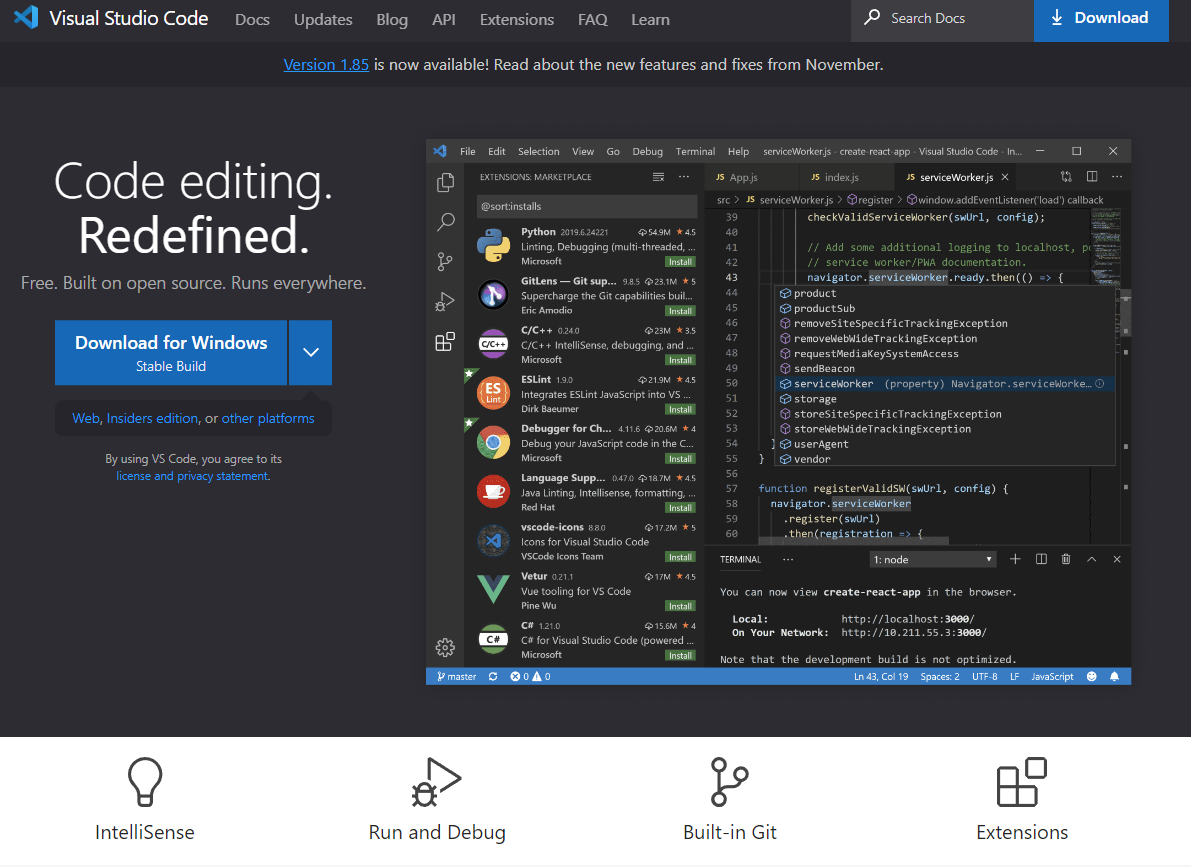 Visual Studio Code Docs Updates Blog API Extensions FAQ Learn Search Docs Download
Version 1.85 is now available! Read about the new features and fixes from November.
Code editing.
Redefined.
Free. Built on open source. Runs everywhere.
Download for Windows
Stable Build
Web, Insiders edition, or other platforms
By using VS Code, you agree to its
license and privacy statement.
File Edit Selection View Go Debug Terminal Help serviceWorker.js - create-react-app - Visual Studio Code - In...
EXTENSIONS: MARKETPLACE
@sort:installs
Python 2019.6.24221 54.9M ★ 4.5
Linting, Debugging (multi-threaded, ...
Microsoft Install
GitLens — Git sup... 9.8.5 23.1M ★ 5
Supercharge the Git capabilities buil...
Eric Amodio Install
C/C++
C/C++ 0.24.0 23M ★ 3.5
C/C++ IntelliSense, debugging, and ...
Microsoft Install
ES
Lint
ESLint 1.9.0 21.9M ★ 4.5
Integrates ESLint JavaScript into VS ...
Dirk Baeumer Install
Debugger for Ch... 4.11.6 20.6M ★ 4
Debug your JavaScript code in the C...
Microsoft Install
Language Supp... 0.47.0 18.7M ★ 4.5
Java Linting, Intellisense, formatting, ...
Red Hat Install
vscode-icons 8.8.0 17.2M ★ 5
Icons for Visual Studio Code
VSCode Icons Team Install
Vetur 0.21.1 17M ★ 4.5
Vue tooling for VS Code
Pine Wu Install
C#
C# 1.21.0 15.6M ★ 4
C# for Visual Studio Code (powered ...
Microsoft Install
JS App.js JS index.js JS serviceWorker.js
src > JS serviceWorker.js > register > window.addEventListener('load') callback
39 checkValidServiceWorker(swUrl, config);
40
41 // Add some additional logging to localhost, po
42 // service worker/PWA documentation.
43 navigator.serviceWorker.ready.then(() => {
44 product
45 productSub
46 removeSiteSpecificTrackingException
47 removeWebWideTrackingException
48 requestMediaKeySystemAccess
49 sendBeacon
50 serviceWorker (property) Navigator.serviceWorke...
51 storage
52 storeSiteSpecificTrackingException
53 storeWebWideTrackingException
54 } userAgent
55 } vendor
56
57 function registerValidSW(swUrl, config) {
58 navigator.serviceWorker
59 .register(swUrl)
60 .then(registration => {
TERMINAL ... 1: node
You can now view create-react-app in the browser.
Local: http://localhost:3000/
On Your Network: http://10.211.55.3:3000/
Note that the development build is not optimized.
master 0 0 Ln 43, Col 19 Spaces: 2 UTF-8 LF JavaScript
IntelliSense
Run and Debug
Built-in Git
Extensions